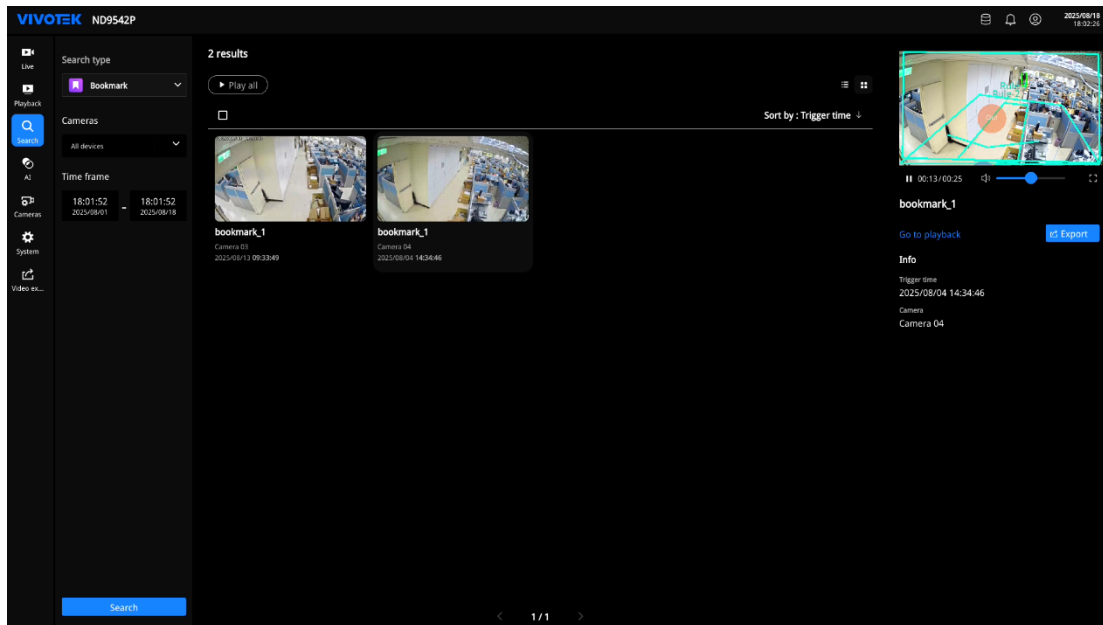 VIVOTEK ND9542P
2025/08/18
18:02:26
Live
Playback
Search
AI
Cameras
System
Video ex...
Search type
Bookmark
Cameras
All devices
Time frame
18:01:52
2025/08/01
-
18:01:52
2025/08/18
Search
2 results
Play all
Sort by : Trigger time ↓
bookmark_1
Camera 03
2025/08/13 09:33:49
bookmark_1
Camera 04
2025/08/04 14:34:46
< 1 / 1 >
Rule-2
Out
00:13/00:25
bookmark_1
Go to playback
Export
Info
Trigger time
2025/08/04 14:34:46
Camera
Camera 04